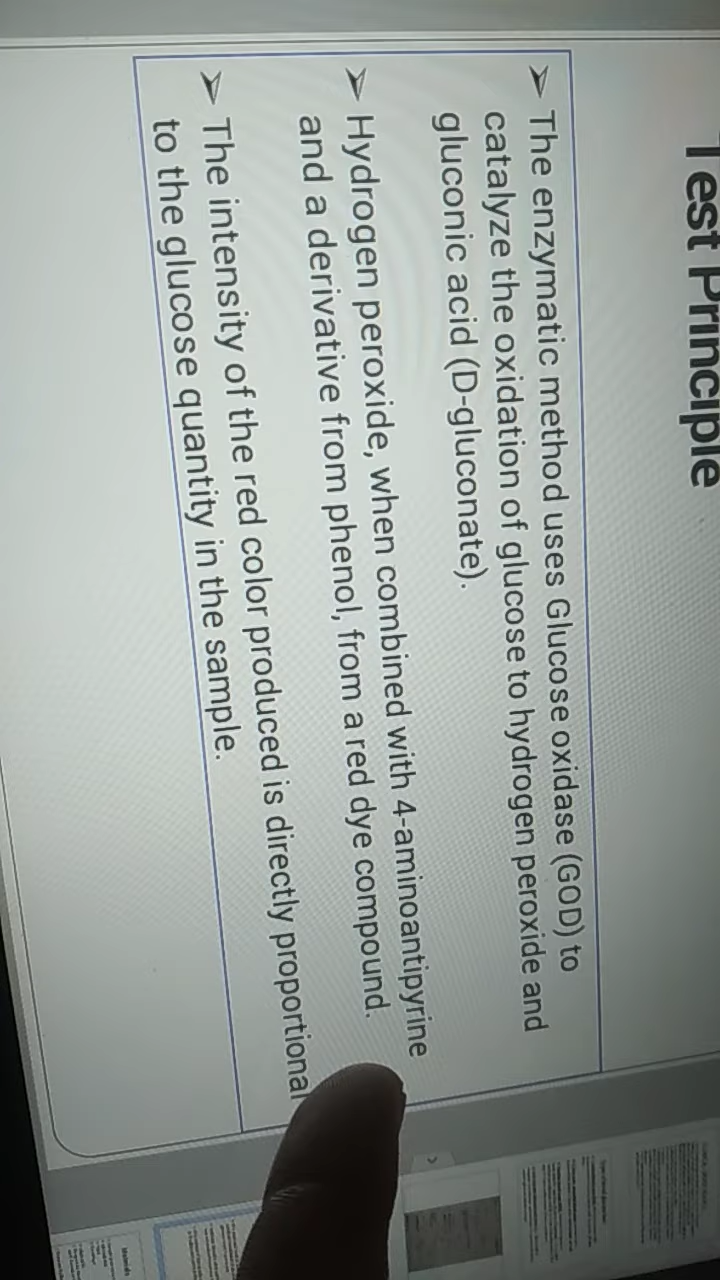 Test Principle
➤ The enzymatic method uses Glucose oxidase (GOD) to
catalyze the oxidation of glucose to hydrogen peroxide and
gluconic acid (D-gluconate).
➤ Hydrogen peroxide, when combined with 4-aminoantipyrine
and a derivative from phenol, from a red dye compound.
➤ The intensity of the red color produced is directly proportional
to the glucose quantity in the sample.